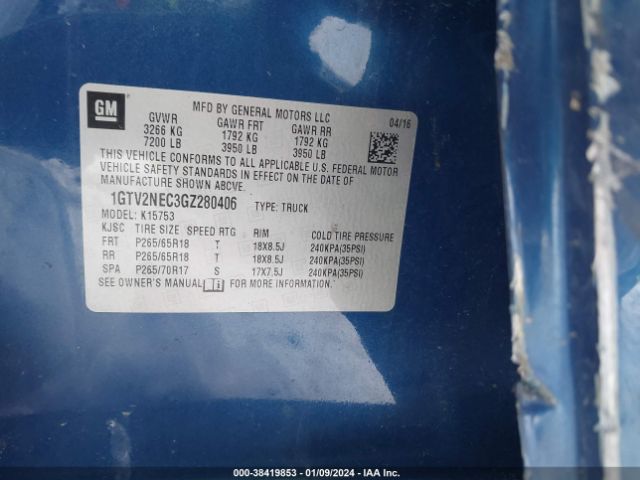 GM
MFD BY GENERAL MOTORS LLC
04/16
GVWR GAWR FRT GAWR RR
3266 KG 1792 KG 1792 KG
7200 LB 3950 LB 3950 LB
THIS VEHICLE CONFORMS TO ALL APPLICABLE U.S. FEDERAL MOTOR
VEHICLE SAFETY STANDARDS IN EFFECT ON THE DATE OF
MANUFACTURE SHOWN ABOVE.
1GTV2NEC3GZ280406 TYPE: TRUCK
MODEL: K15753
KJSC TIRE SIZE SPEED RTG RIM COLD TIRE PRESSURE
FRT P265/65R18 T 18X8.5J 240KPA(35PSI)
RR P265/65R18 T 18X8.5J 240KPA(35PSI)
SPA P265/70R17 S 17X7.5J 240KPA(35PSI)
SEE OWNER'S MANUAL FOR MORE INFORMATION.
000-38419853 - 01/09/2024 - IAA Inc.